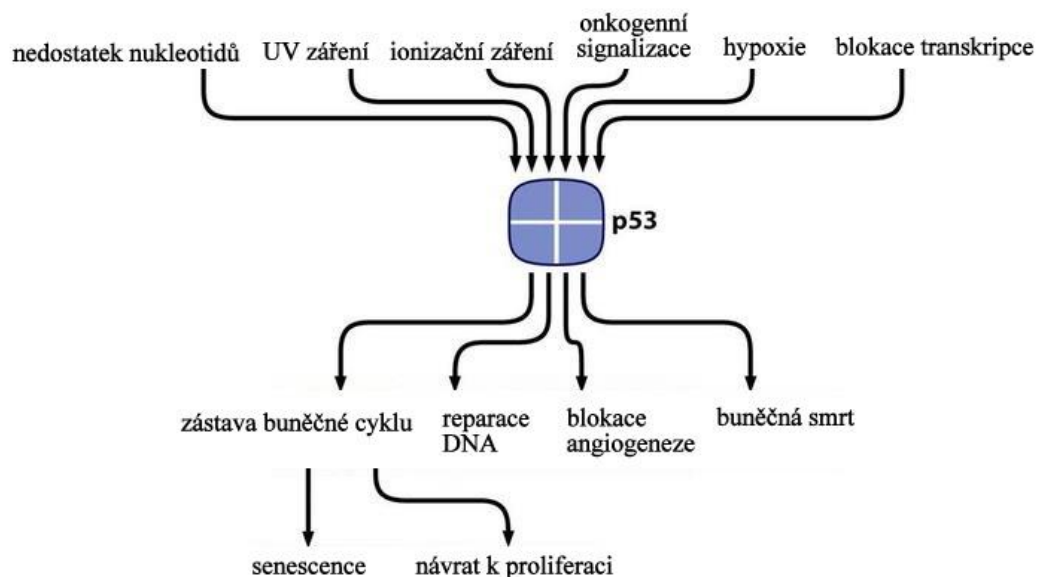 nedostatek nukleotidů
UV záření
ionizační záření
onkogenní
signalizace
hypoxie
blokace transkripce
p53
zástava buněčné cyklu
reparace
DNA
blokace
angiogeneze
buněčná smrt
senescence
návrat k proliferaci